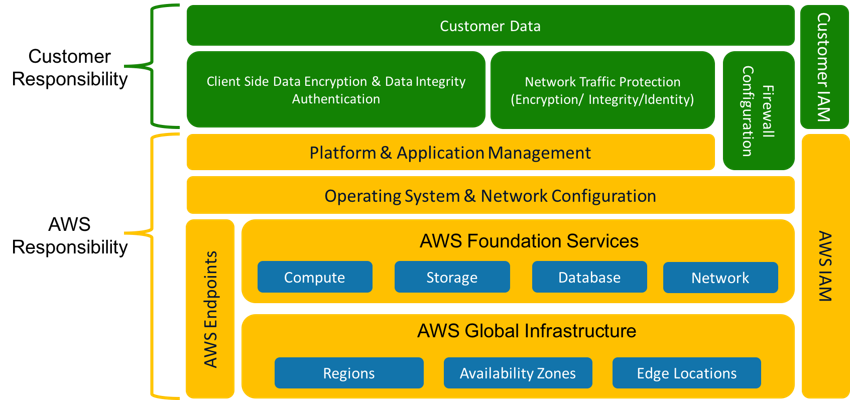 Customer
Responsibility
Customer Data
Client Side Data Encryption & Data Integrity
Authentication
Network Traffic Protection
(Encryption/ Integrity/Identity)
Firewall
Configuration
Customer IAM
AWS
Responsibility
Platform & Application Management
Operating System & Network Configuration
AWS Endpoints
AWS Foundation Services
Compute
Storage
Database
Network
AWS Global Infrastructure
Regions
Availability Zones
Edge Locations
AWS IAM